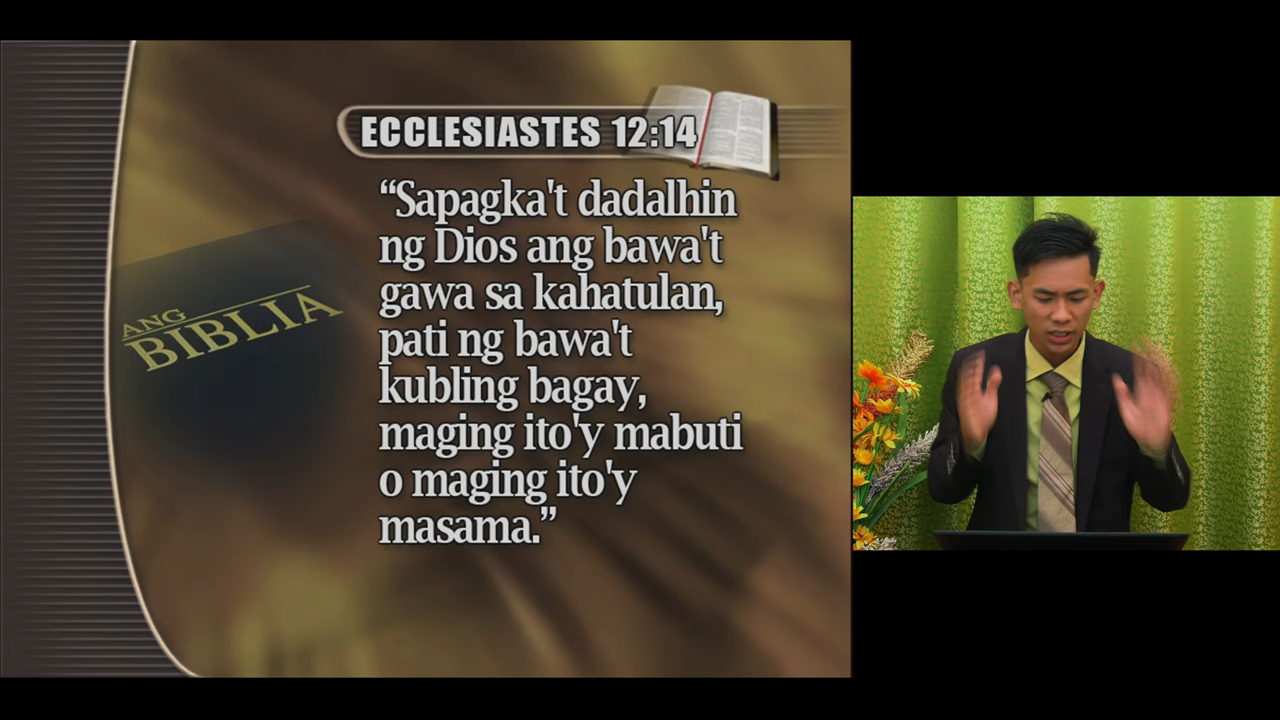 ECCLESIASTES 12:14
“Sapagka't dadalhin
ng Dios ang bawa't
gawa sa kahatulan,
pati ng bawa't
kubling bagay,
maging ito'y mabuti
o maging ito'y
masama.”
ANG
BIBLIA